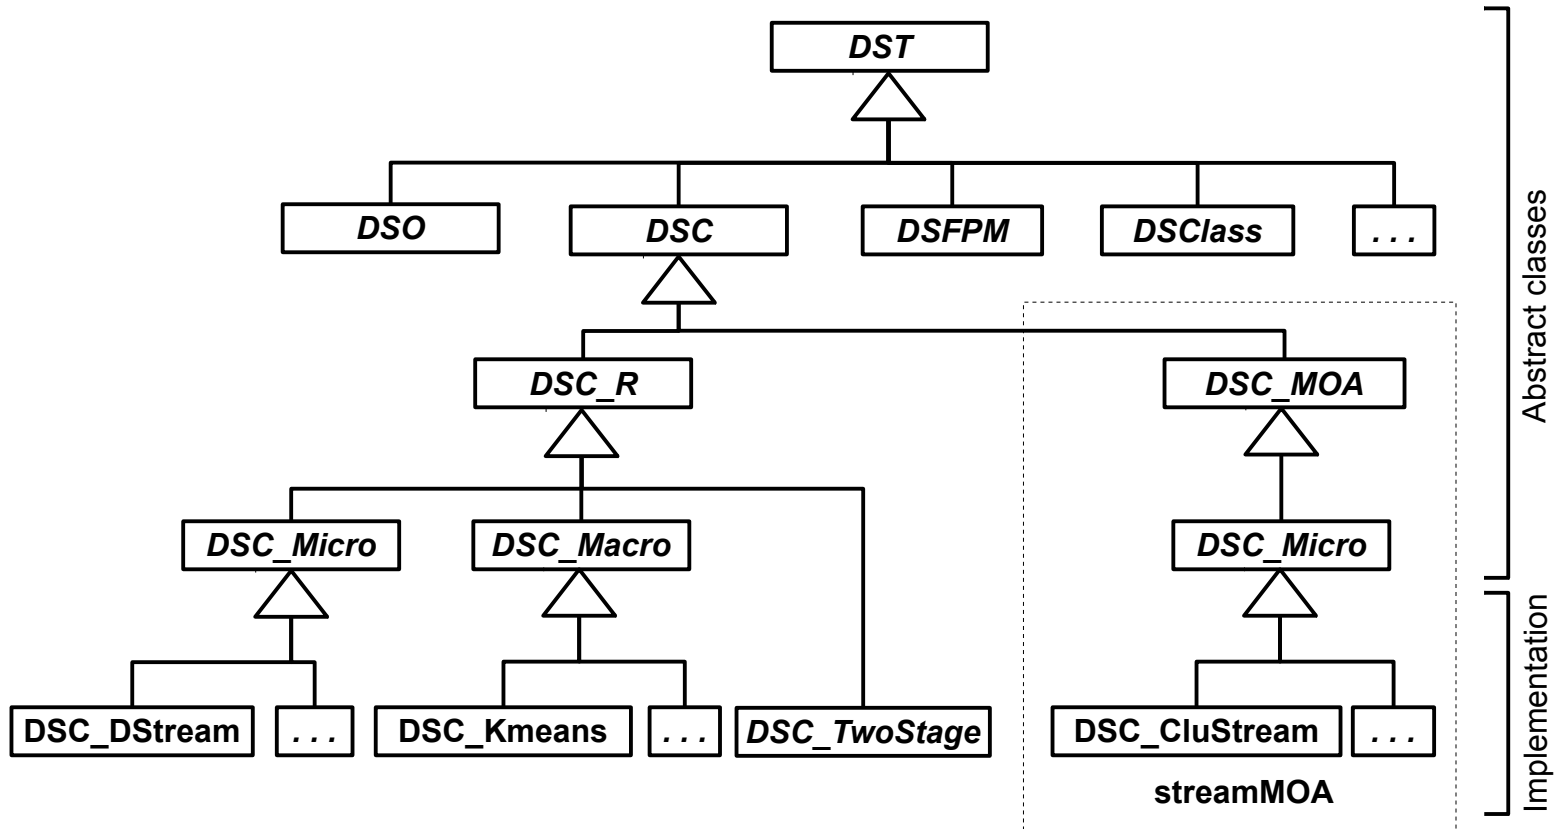 DST
DSO
DSC
DSFPM
DSClass
. . .
DSC_R
DSC_MOA
DSC_Micro
DSC_Macro
DSC_Micro
DSC_DStream
. . .
DSC_Kmeans
. . .
DSC_TwoStage
DSC_CluStream
. . .
streamMOA
Abstract classes
Implementation